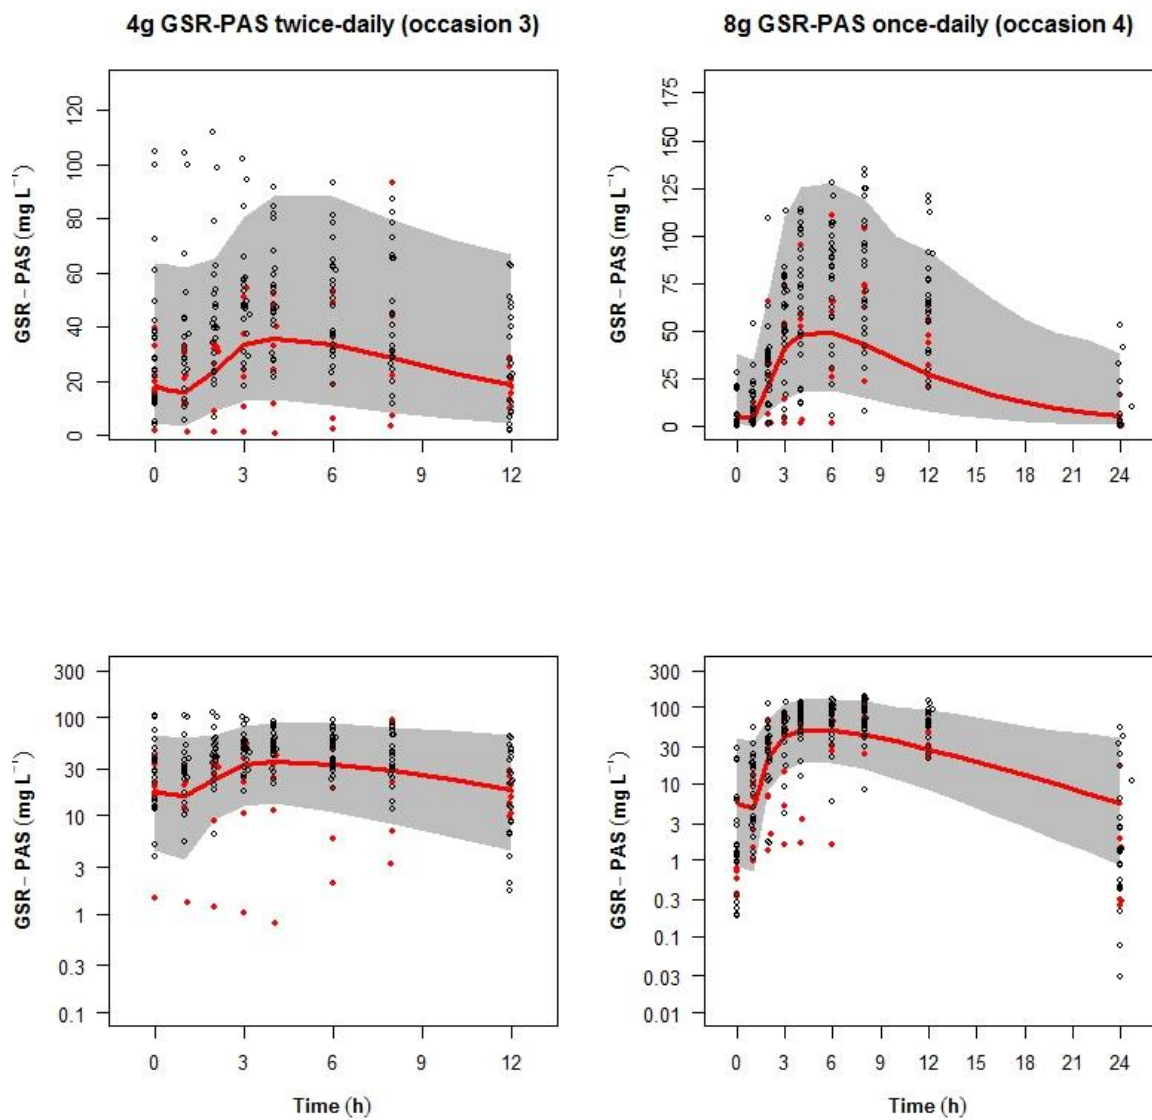 4g GSR-PAS twice-daily (occasion 3)
8g GSR-PAS once-daily (occasion 4)
GSR − PAS (mg L⁻¹)
120
100
80
60
40
20
0
0 3 6 9 12
GSR − PAS (mg L⁻¹)
175
150
125
100
75
50
25
0
0 3 6 9 12 15 18 21 24
GSR − PAS (mg L⁻¹)
300
100
30
10
3
1
0.3
0.1
0 3 6 9 12
Time (h)
GSR − PAS (mg L⁻¹)
300
100
30
10
3
1
0.3
0.1
0.03
0.01
0 3 6 9 12 15 18 21 24
Time (h)